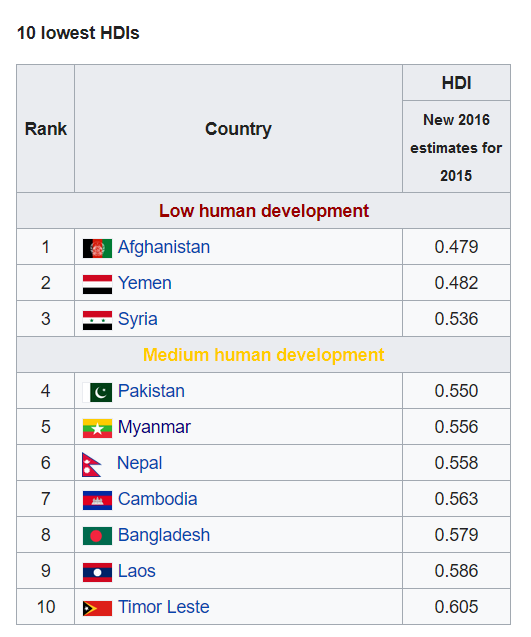 10 lowest HDIs
Rank Country HDI
New 2016
estimates for
2015
Low human development
1 Afghanistan 0.479
2 Yemen 0.482
3 Syria 0.536
Medium human development
4 Pakistan 0.550
5 Myanmar 0.556
6 Nepal 0.558
7 Cambodia 0.563
8 Bangladesh 0.579
9 Laos 0.586
10 Timor Leste 0.605